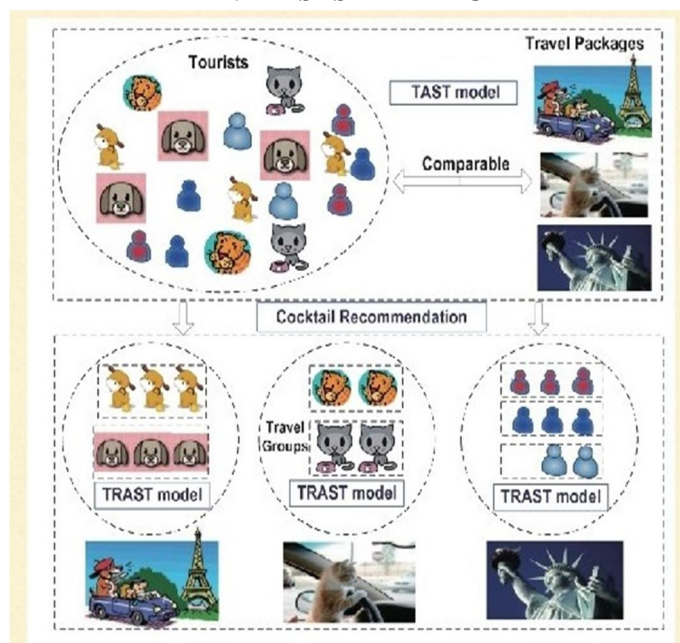 Tourists
Travel Packages
TAST model
Comparable
Cocktail Recommendation
Travel
Groups
TRAST model
TRAST model
TRAST model